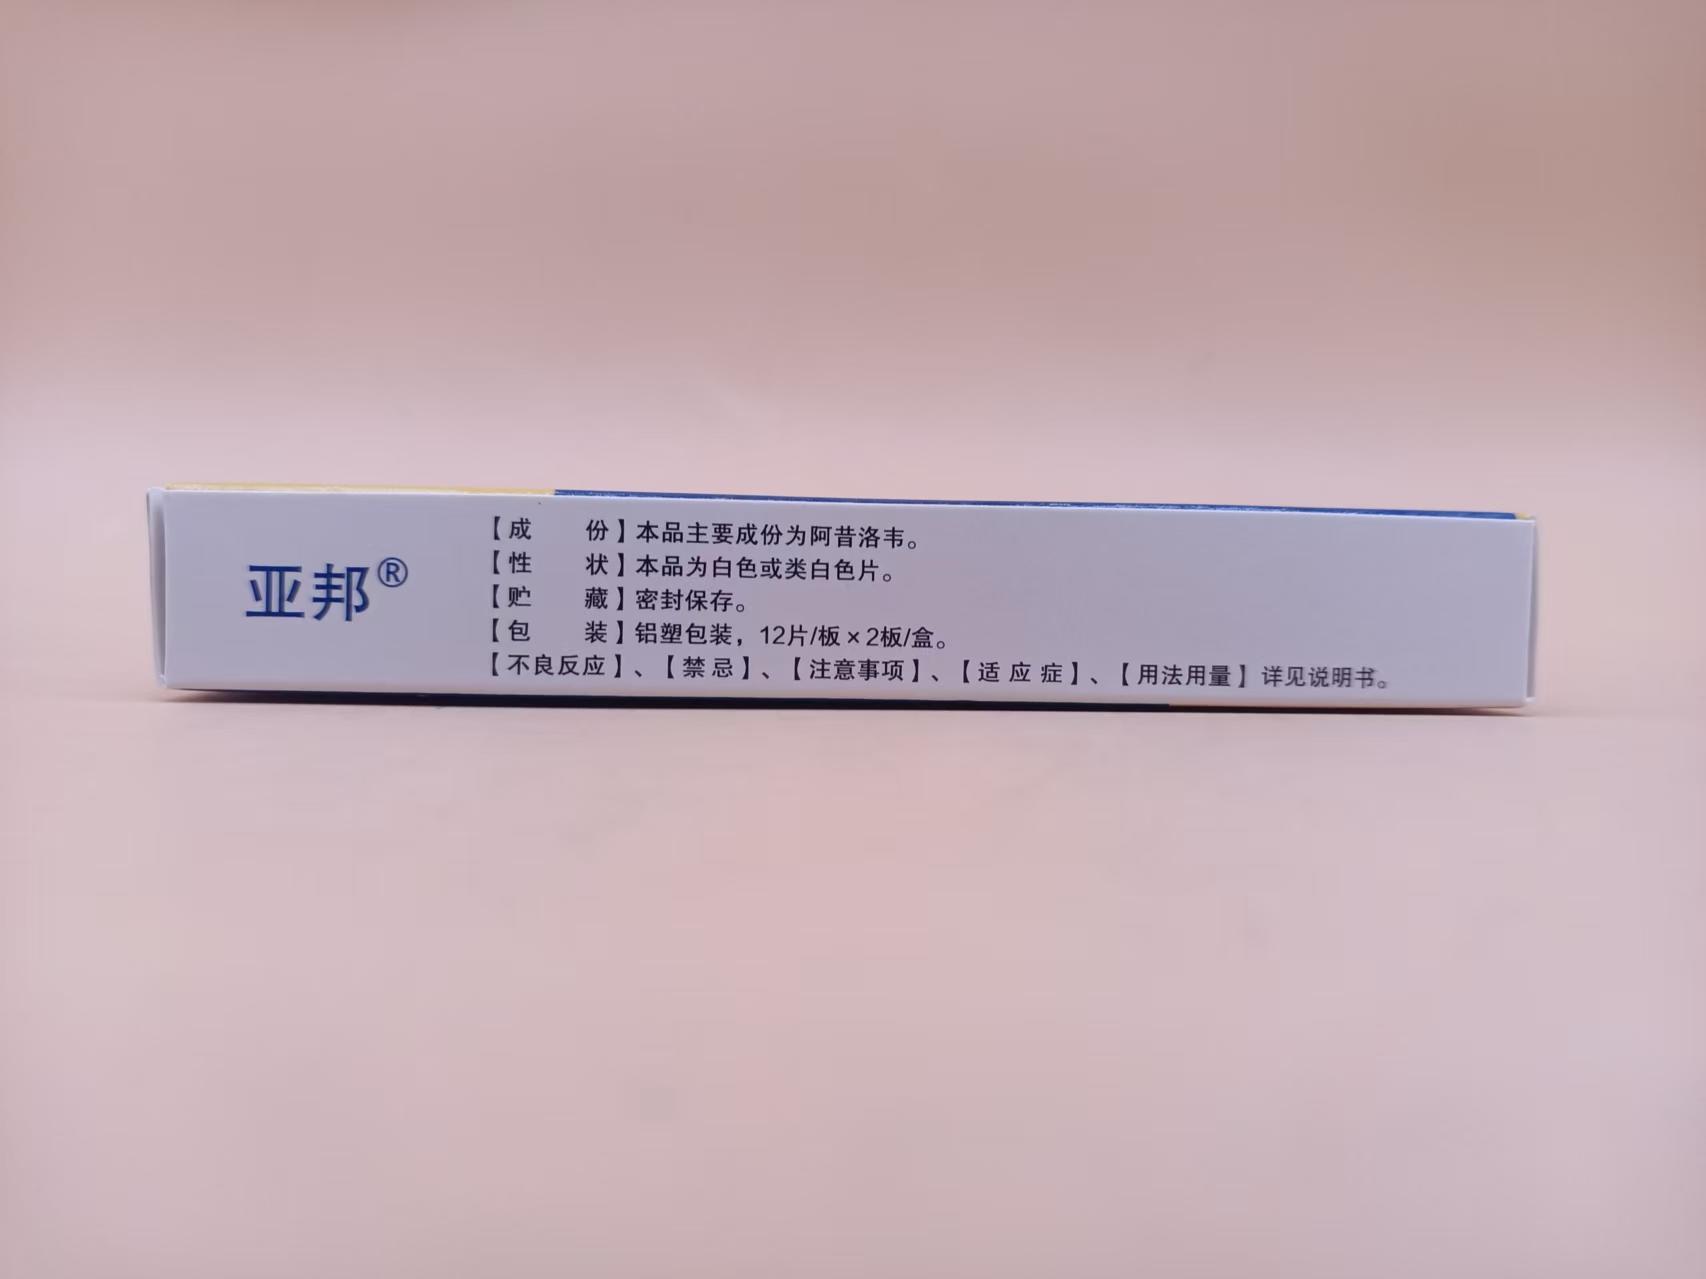 亚邦®
【成份】本品主要成份为阿昔洛韦。
【性状】本品为白色或类白色片。
【贮藏】密封保存。
【包装】铝塑包装，12片/板×2板/盒。
【不良反应】、【禁忌】、【注意事项】、【适应症】、【用法用量】详见说明书。